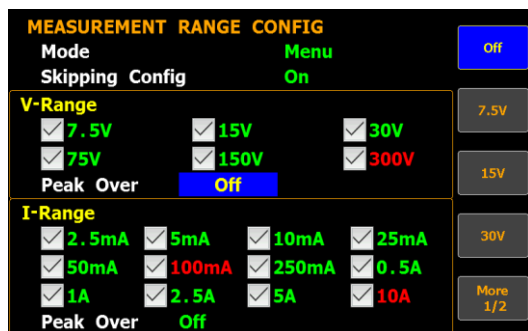 MEASUREMENT RANGE CONFIG
Mode Menu
Skipping Config On
V-Range
7.5V 15V 30V
75V 150V 300V
Peak Over Off
I-Range
2.5mA 5mA 10mA 25mA
50mA 100mA 250mA 0.5A
1A 2.5A 5A 10A
Peak Over Off
Off
7.5V
15V
30V
More
1/2